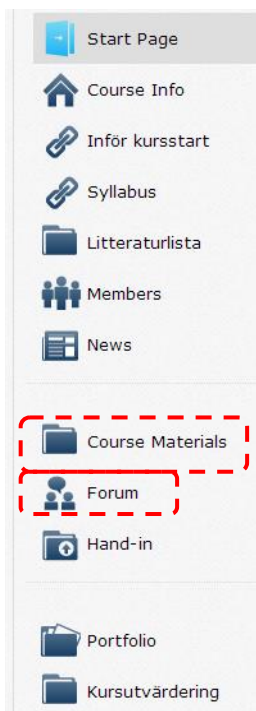 Start Page
Course Info
Inför kursstart
Syllabus
Litteraturlista
Members
News
Course Materials
Forum
Hand-in
Portfolio
Kursutvärdering